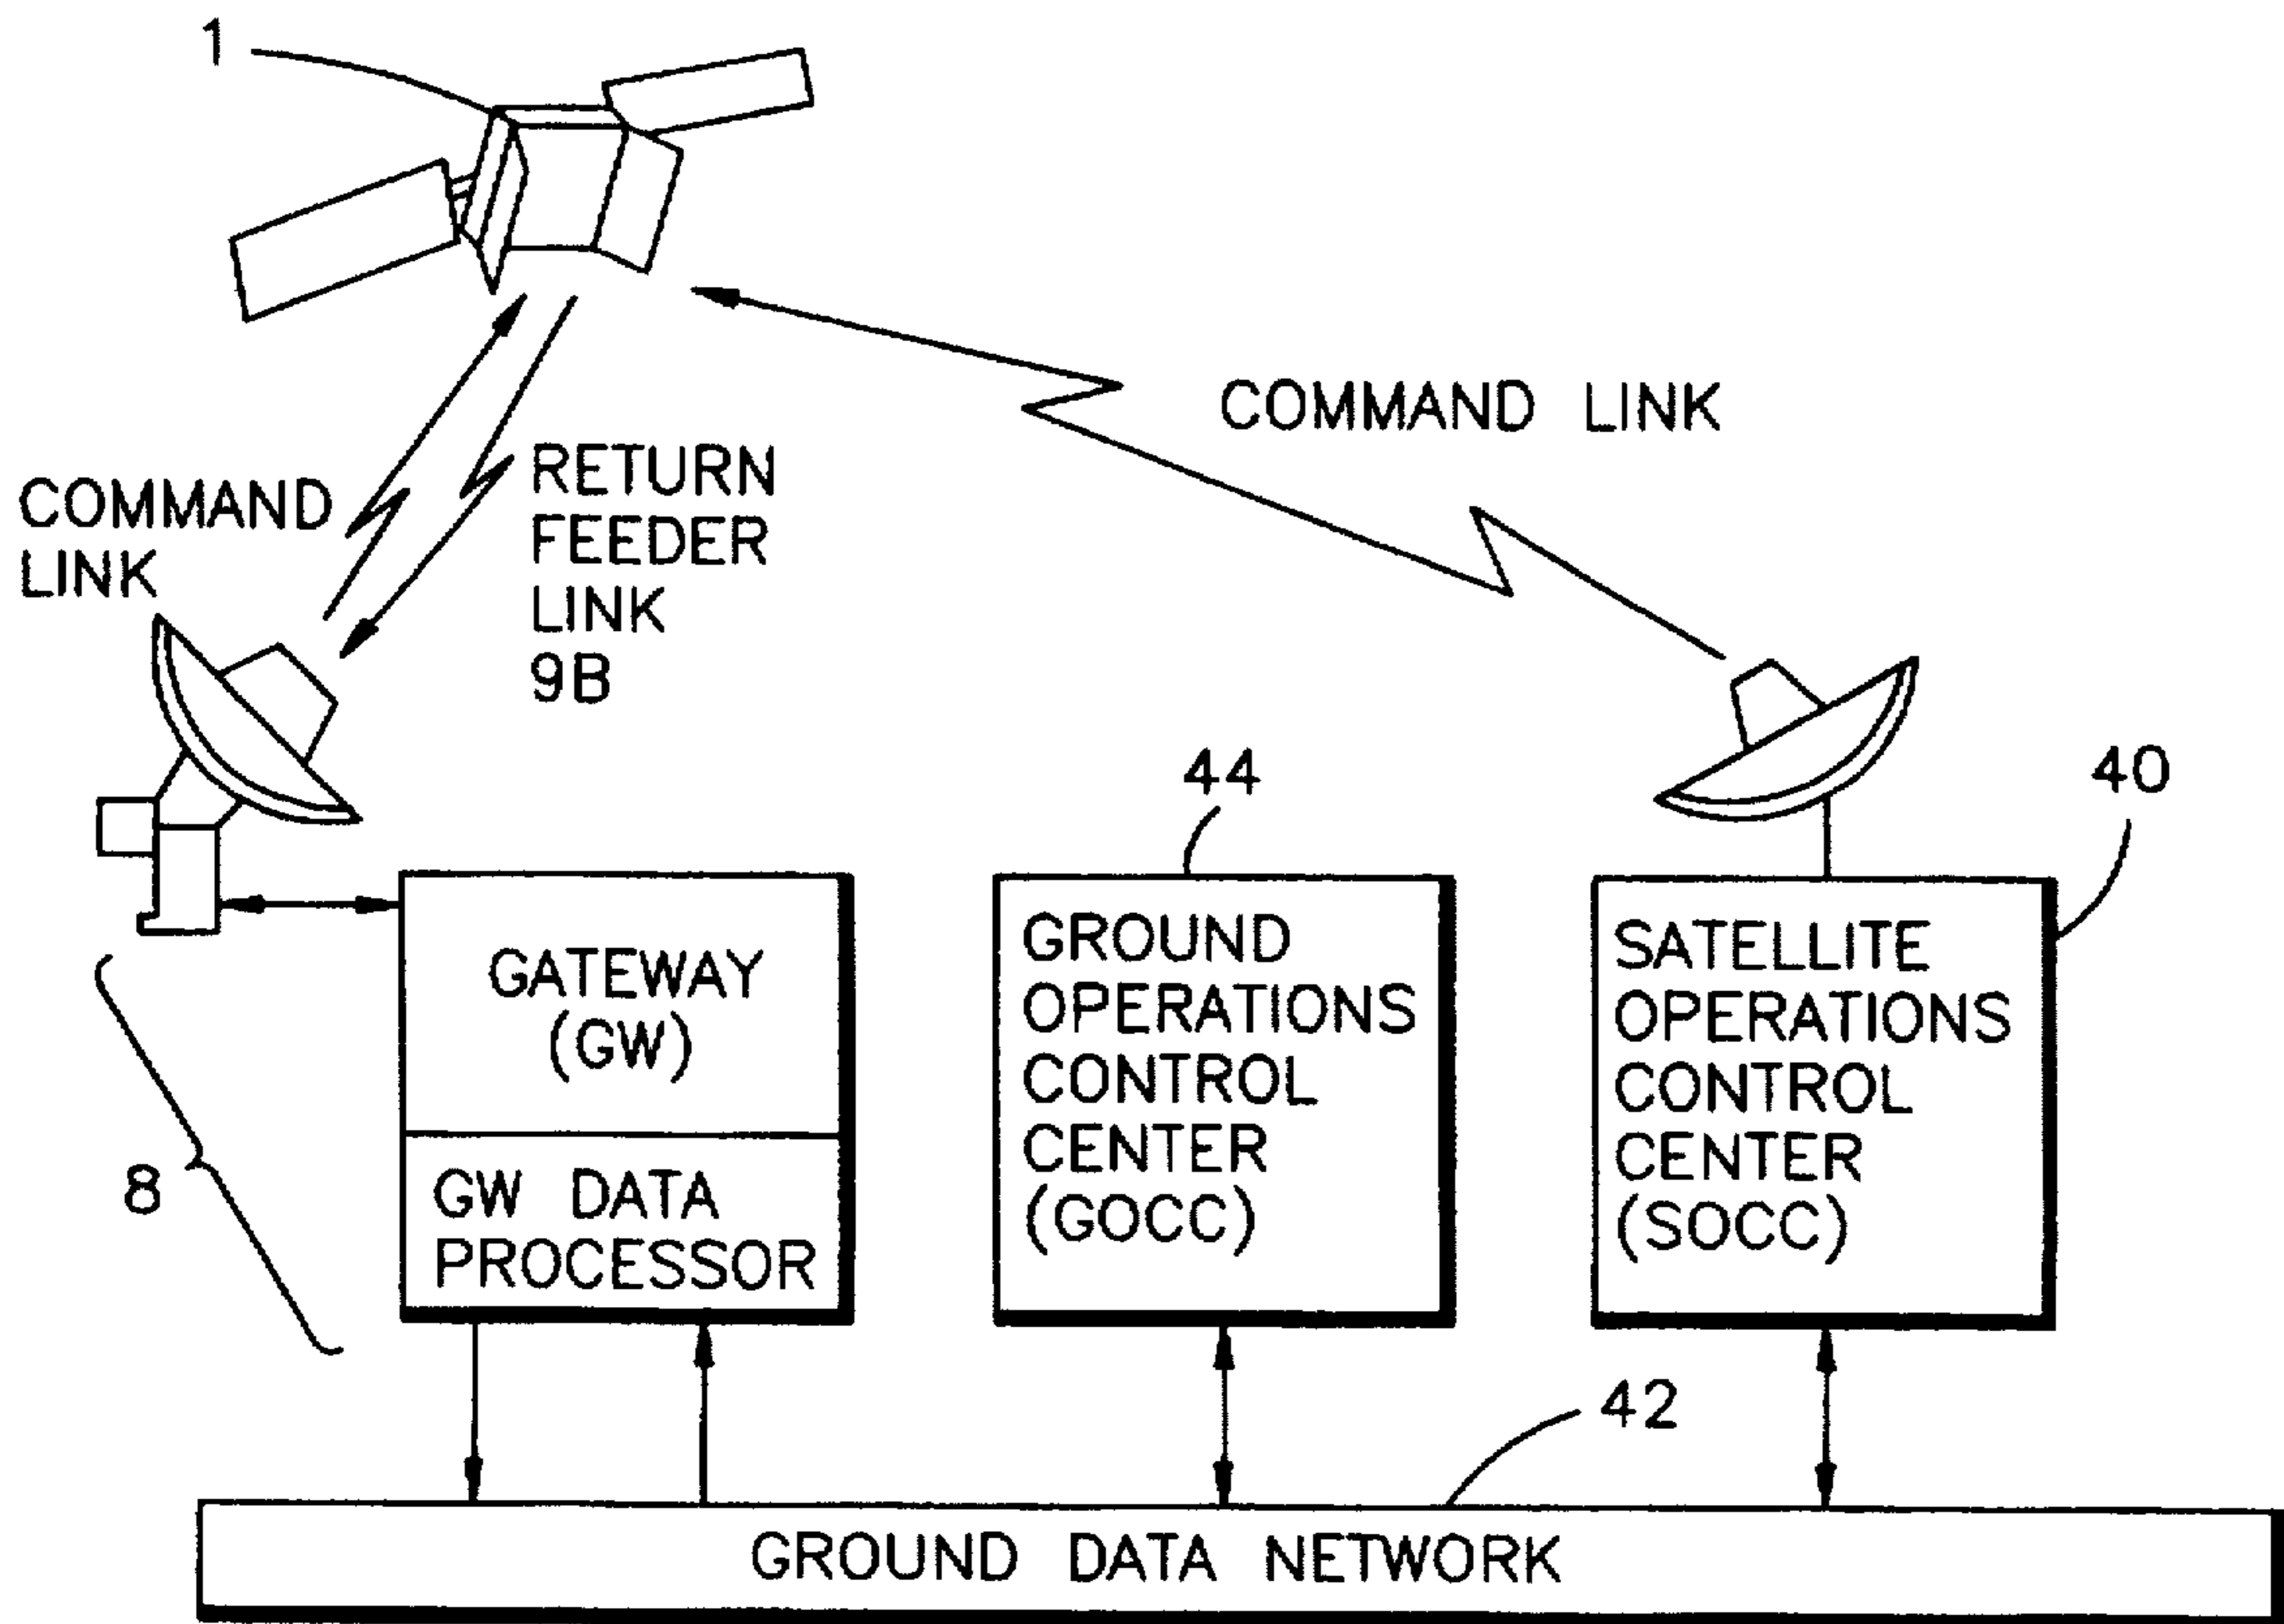 1
COMMAND LINK
COMMAND
LINK
RETURN
FEEDER
LINK
9B
44
40
GATEWAY
(GW)
GW DATA
PROCESSOR
8
GROUND
OPERATIONS
CONTROL
CENTER
(GOCC)
SATELLITE
OPERATIONS
CONTROL
CENTER
(SOCC)
42
GROUND DATA NETWORK